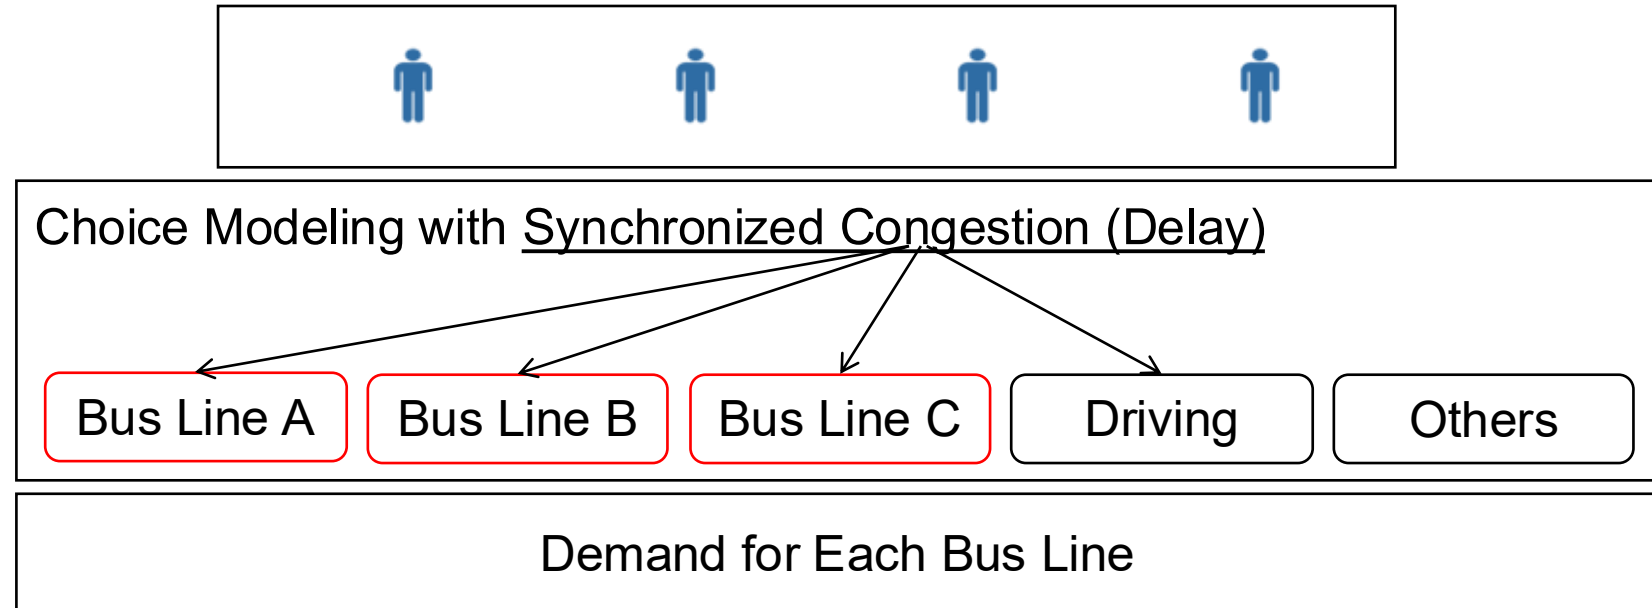 Choice Modeling with Synchronized Congestion (Delay)
Bus Line A
Bus Line B
Bus Line C
Driving
Others
Demand for Each Bus Line